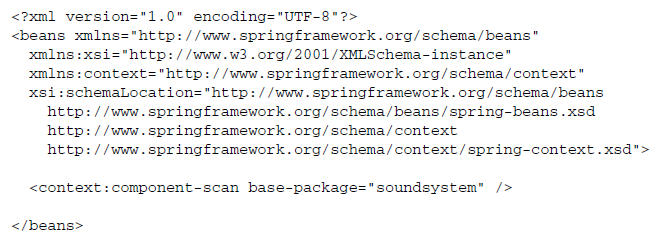 <?xml version="1.0" encoding="UTF-8"?>
<beans xmlns="http://www.springframework.org/schema/beans"
xmlns:xsi="http://www.w3.org/2001/XMLSchema-instance"
xmlns:context="http://www.springframework.org/schema/context"
xsi:schemaLocation="http://www.springframework.org/schema/beans
http://www.springframework.org/schema/beans/spring-beans.xsd
http://www.springframework.org/schema/context
http://www.springframework.org/schema/context/spring-context.xsd">
<context:component-scan base-package="soundsystem" />
</beans>